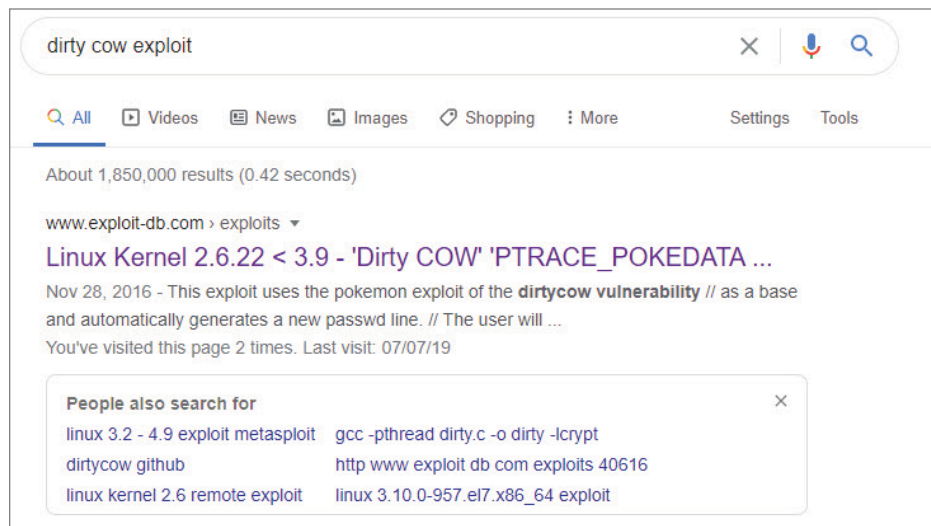 dirty cow exploit
All Videos News Images Shopping More Settings Tools
About 1,850,000 results (0.42 seconds)
www.exploit-db.com › exploits
Linux Kernel 2.6.22 < 3.9 - 'Dirty COW' 'PTRACE_POKEDATA ...
Nov 28, 2016 - This exploit uses the pokemon exploit of the dirtycow vulnerability // as a base
and automatically generates a new passwd line. // The user will ...
You've visited this page 2 times. Last visit: 07/07/19
People also search for
linux 3.2 - 4.9 exploit metasploit gcc -pthread dirty.c -o dirty -lcrypt
dirtycow github http www exploit db com exploits 40616
linux kernel 2.6 remote exploit linux 3.10.0-957.el7.x86_64 exploit